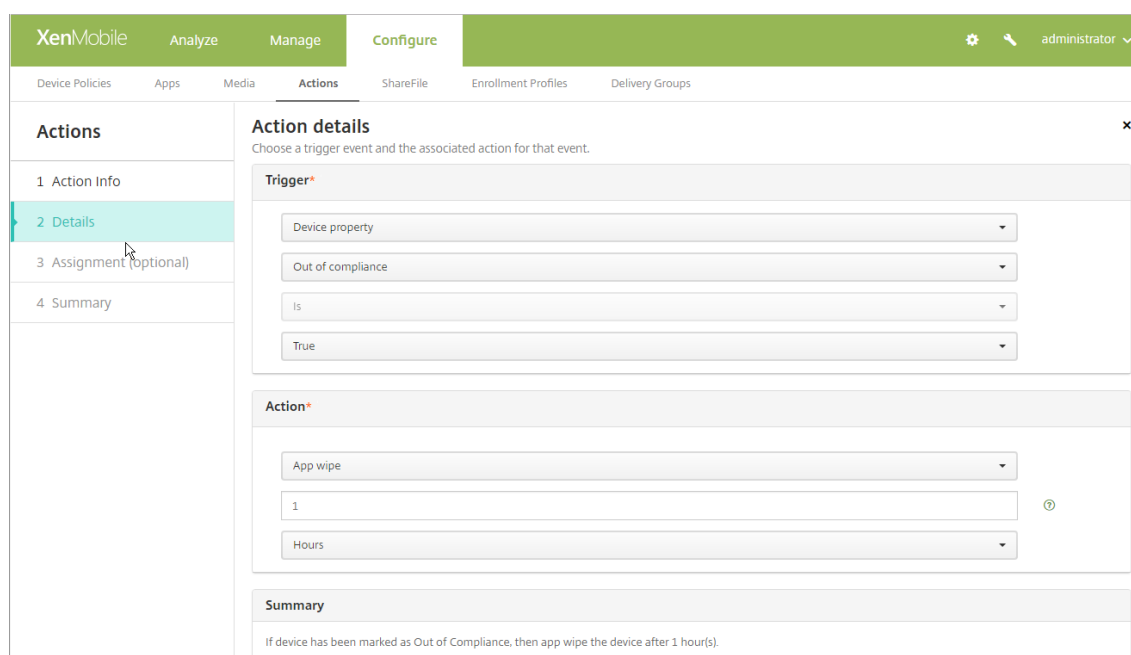 XenMobile Analyze Manage Configure administrator
Device Policies Apps Media Actions ShareFile Enrollment Profiles Delivery Groups
Actions
1 Action Info
2 Details
3 Assignment (optional)
4 Summary
Action details
Choose a trigger event and the associated action for that event.
Trigger*
Device property
Out of compliance
Is
True
Action*
App wipe
1
Hours
Summary
If device has been marked as Out of Compliance, then app wipe the device after 1 hour(s).